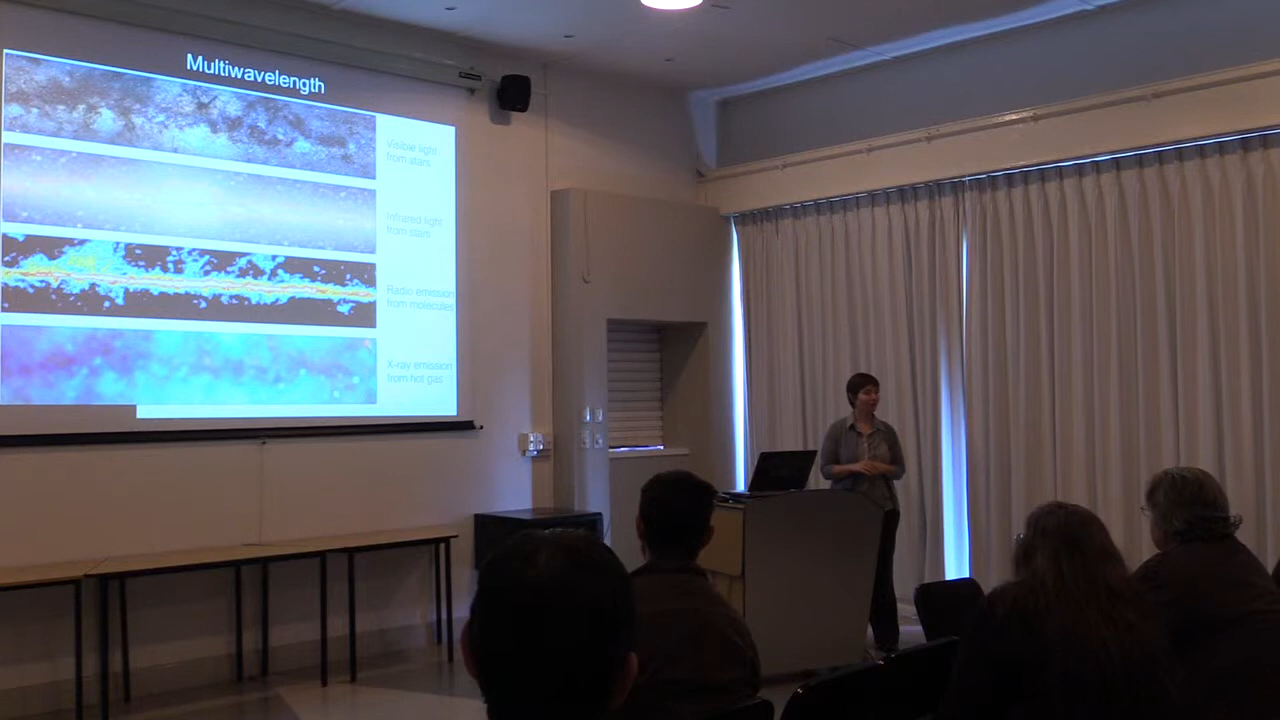 Multiwavelength
Visible light
from stars
Infrared light
from stars
Radio emission
from molecules
X-ray emission
from hot gas